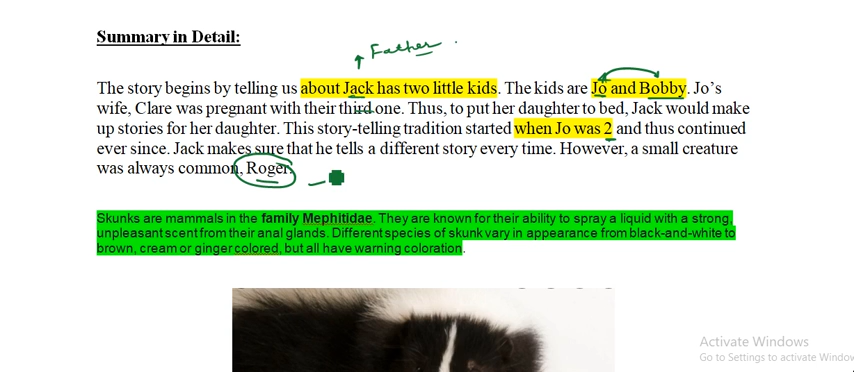 Summary in Detail:
Father.
The story begins by telling us about Jack has two little kids. The kids are Jo and Bobby. Jo's
wife, Clare was pregnant with their third one. Thus, to put her daughter to bed, Jack would make
up stories for her daughter. This story-telling tradition started when Jo was 2 and thus continued
ever since. Jack makes sure that he tells a different story every time. However, a small creature
was always common, Roger.
Skunks are mammals in the family Mephitidae. They are known for their ability to spray a liquid with a strong,
unpleasant scent from their anal glands. Different species of skunk vary in appearance from black-and-white to
brown, cream or ginger colored, but all have warning coloration.
Activate Windows
Go to Settings to activate Window